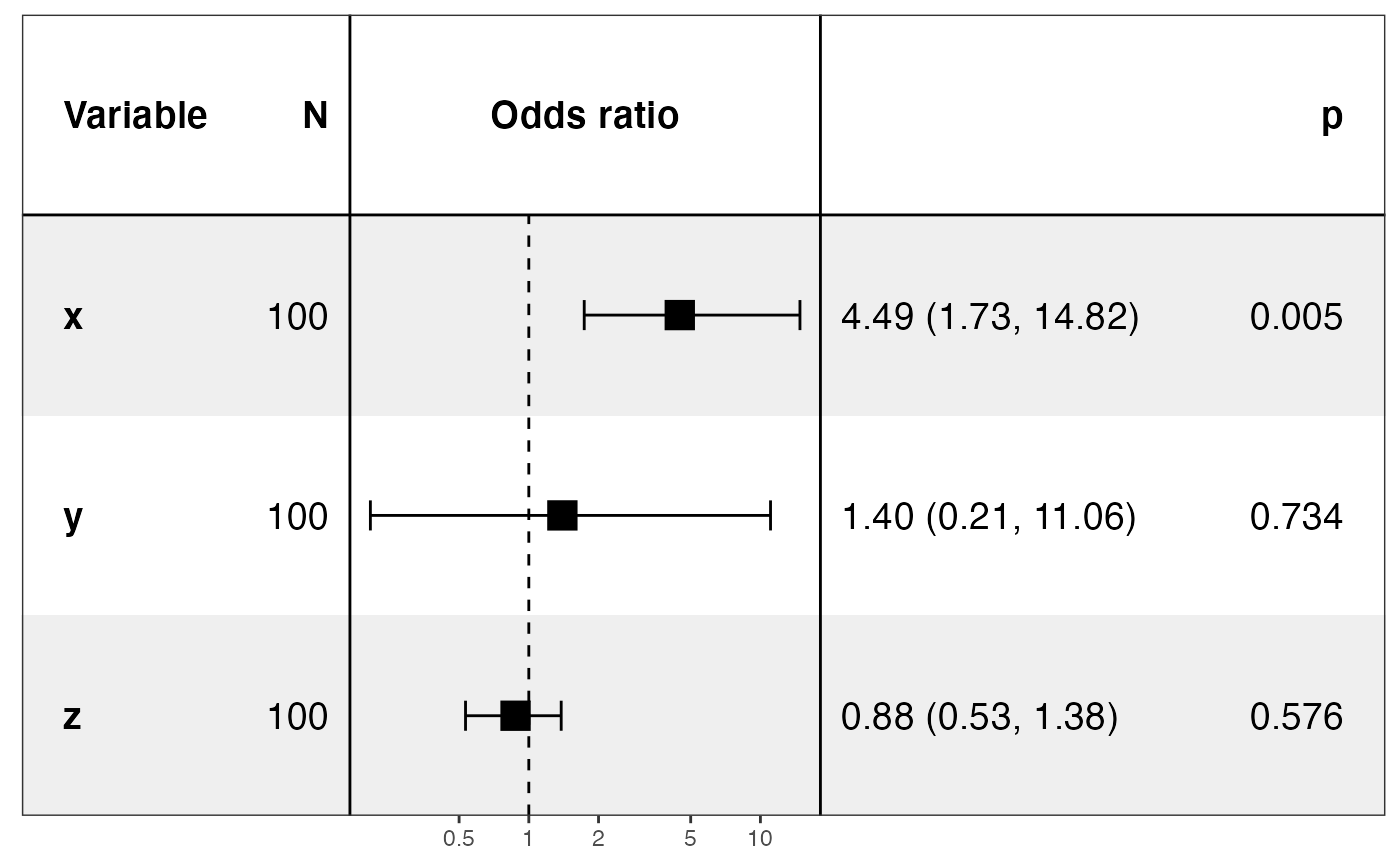 Variable N Odds ratio p
x 100 4.49 (1.73, 14.82) 0.005
y 100 1.40 (0.21, 11.06) 0.734
z 100 0.88 (0.53, 1.38) 0.576
0.5 1 2 5 10